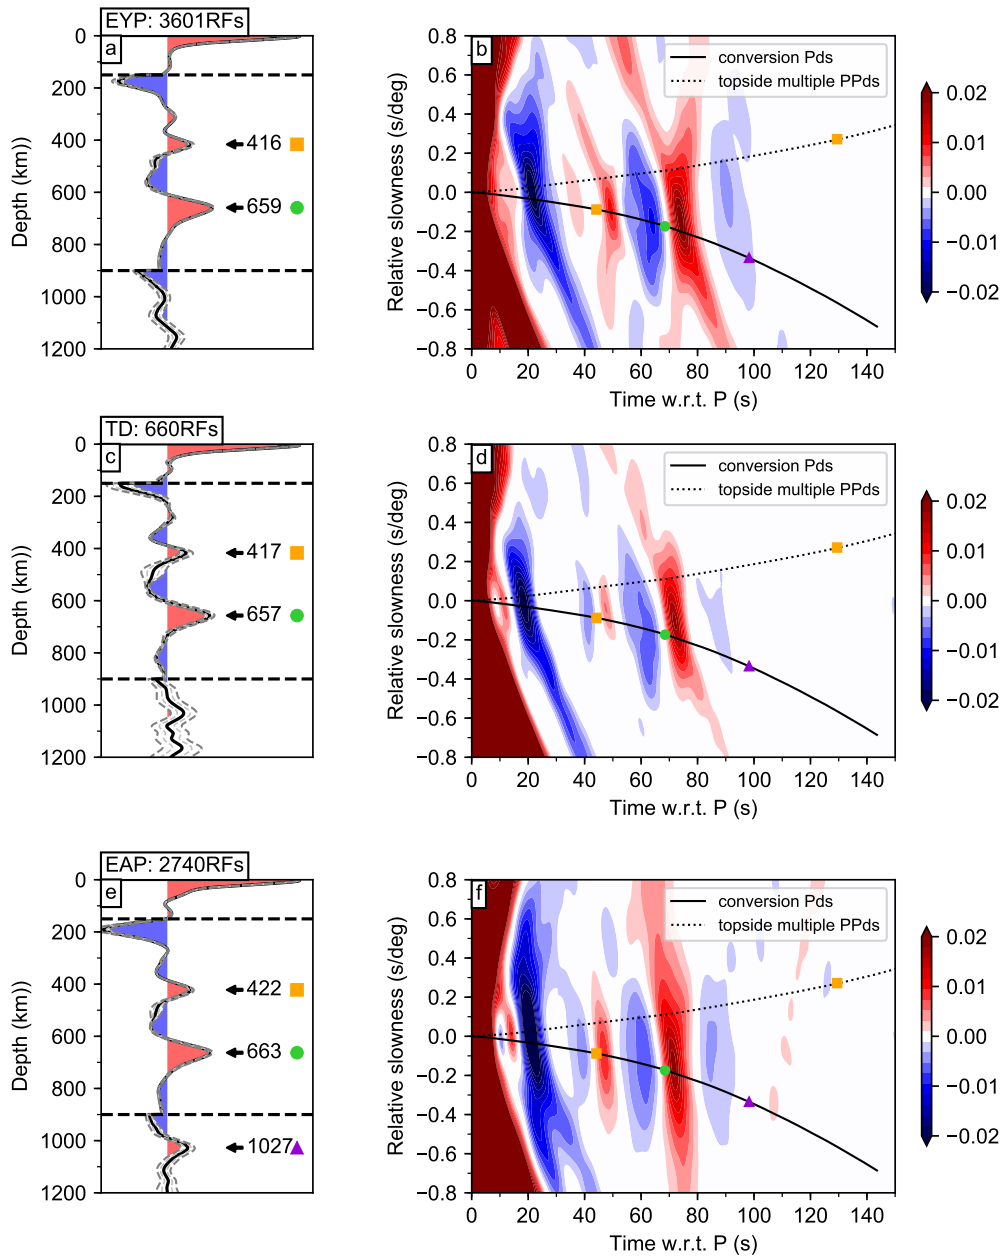 EYP: 3601RFs
a
0
200
400
600
800
1000
1200
Depth (km))
416
659
b
0.8
0.6
0.4
0.2
0.0
−0.2
−0.4
−0.6
−0.8
Relative slowness (s/deg)
conversion Pds
topside multiple PPds
0 20 40 60 80 100 120 140
Time w.r.t. P (s)
0.02
0.01
0.00
−0.01
−0.02
TD: 660RFs
c
0
200
400
600
800
1000
1200
Depth (km))
417
657
d
0.8
0.6
0.4
0.2
0.0
−0.2
−0.4
−0.6
−0.8
Relative slowness (s/deg)
conversion Pds
topside multiple PPds
0 20 40 60 80 100 120 140
Time w.r.t. P (s)
0.02
0.01
0.00
−0.01
−0.02
EAP: 2740RFs
e
0
200
400
600
800
1000
1200
Depth (km))
422
663
1027
f
0.8
0.6
0.4
0.2
0.0
−0.2
−0.4
−0.6
−0.8
Relative slowness (s/deg)
conversion Pds
topside multiple PPds
0 20 40 60 80 100 120 140
Time w.r.t. P (s)
0.02
0.01
0.00
−0.01
−0.02